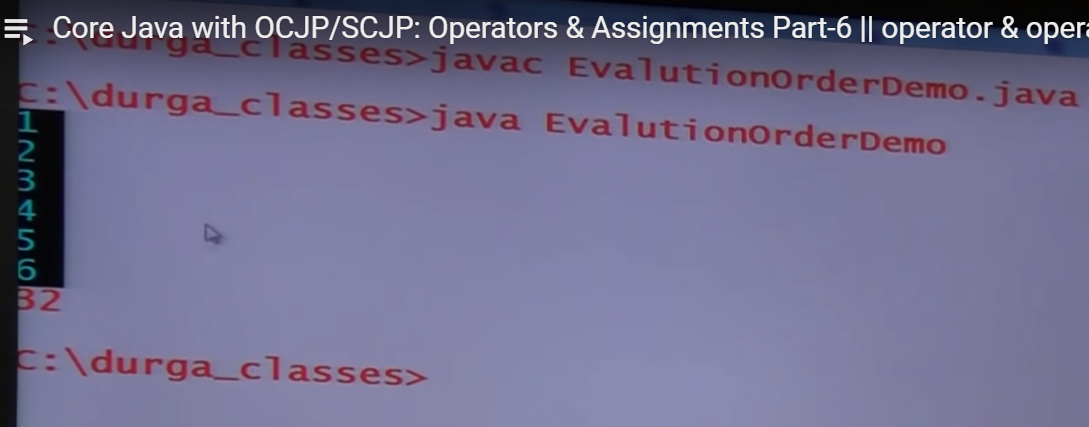 Core Java with OCJP/SCJP: Operators & Assignments Part-6 || operator & opera
C:\durga_classes>javac EvalutionOrderDemo.java
C:\durga_classes>java EvalutionOrderDemo
1
2
3
4
5
6
32
C:\durga_classes>